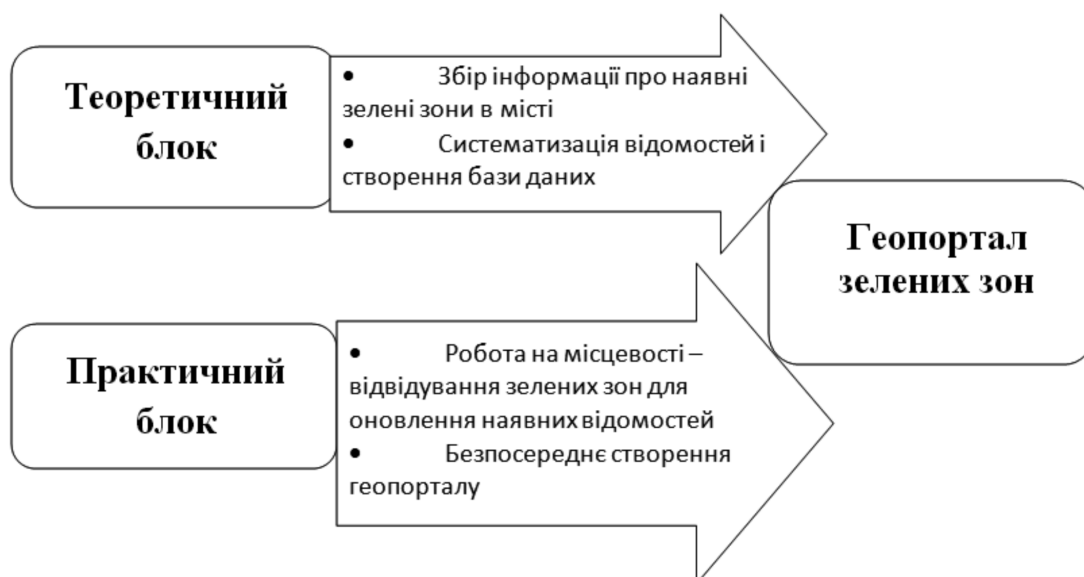 Теоретичний
блок
• Збір інформації про наявні
зелені зони в місті
• Систематизація відомостей і
створення бази даних
Геопортал
зелених зон
Практичний
блок
• Робота на місцевості –
відвідування зелених зон для
оновлення наявних відомостей
• Безпосереднє створення
геопорталу